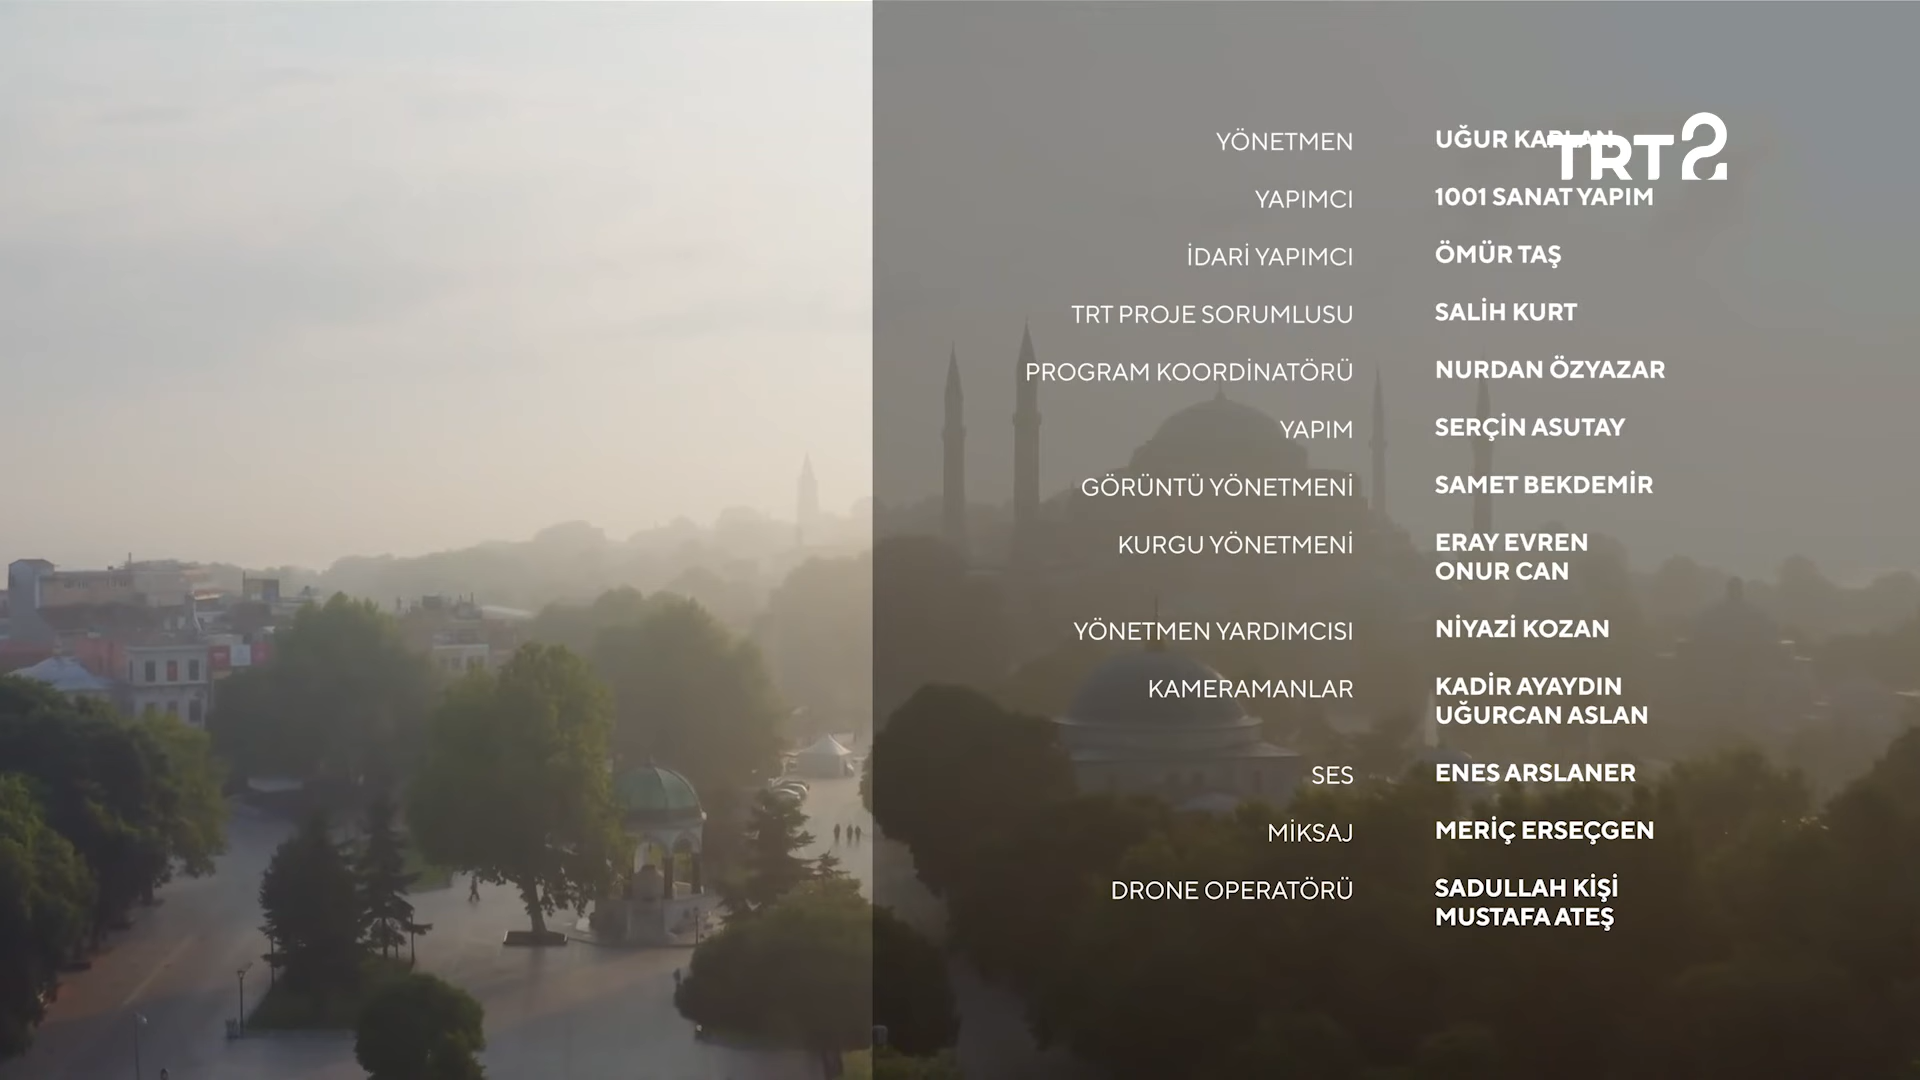 YÖNETMEN UĞUR KAPLAN
TRT 2
YAPIMCI 1001 SANAT YAPIM
İDARİ YAPIMCI ÖMÜR TAŞ
TRT PROJE SORUMLUSU SALİH KURT
PROGRAM KOORDİNATÖRÜ NURDAN ÖZYAZAR
YAPIM SERÇİN ASUTAY
GÖRÜNTÜ YÖNETMENİ SAMET BEKDEMİR
KURGU YÖNETMENİ ERAY EVREN
ONUR CAN
YÖNETMEN YARDIMCISI NİYAZİ KOZAN
KAMERAMANLAR KADİR AYAYDIN
UĞURCAN ASLAN
SES ENES ARSLANER
MİKSAJ MERİÇ ERSEÇGEN
DRONE OPERATÖRÜ SADULLAH KİŞİ
MUSTAFA ATEŞ